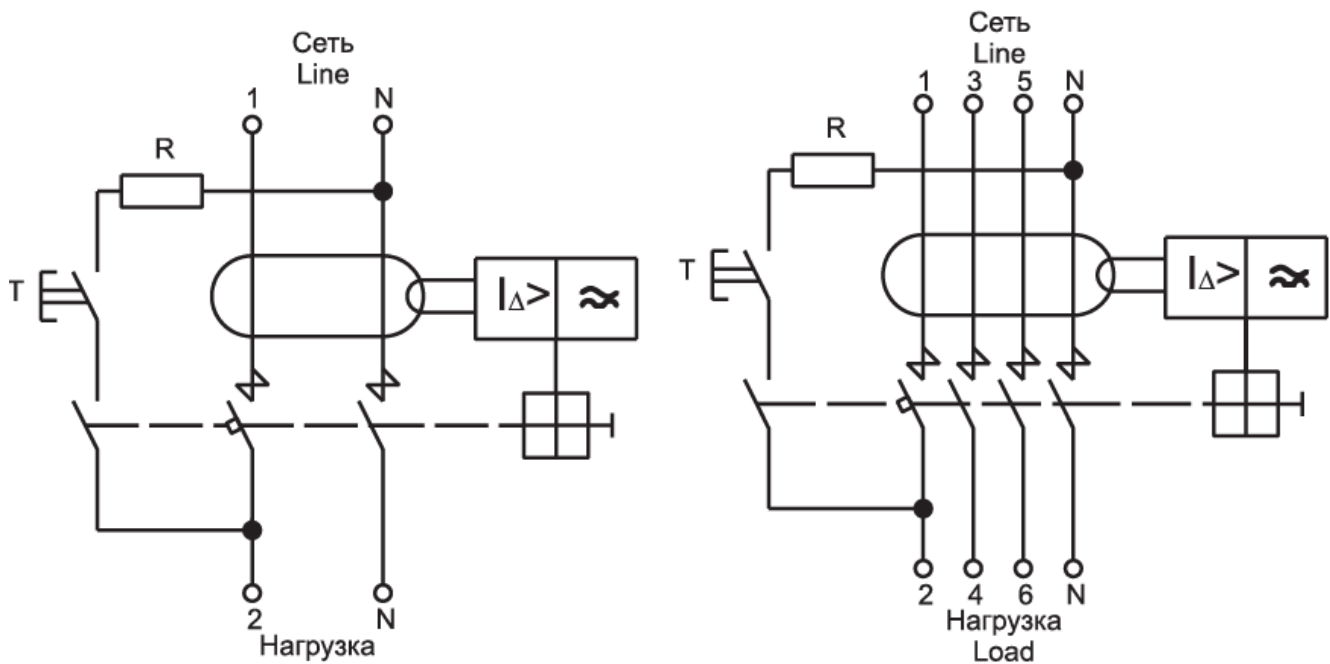 Сеть
Line
1 N
R
T
I∆> ≈
2 N
Нагрузка
Сеть
Line
1 3 5 N
R
T
I∆> ≈
2 4 6 N
Нагрузка
Load